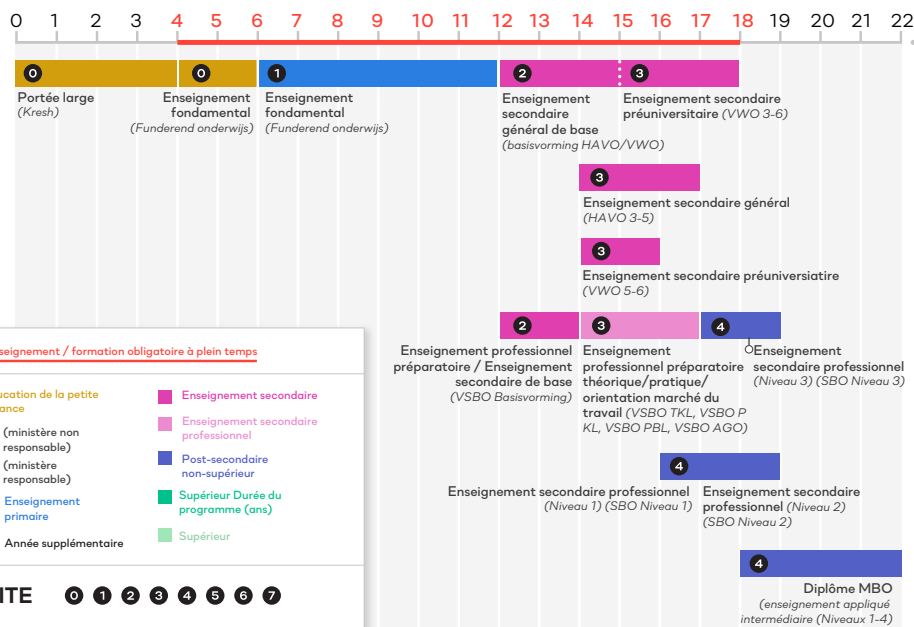 0 1 2 3 4 5 6 7 8 9 10 11 12 13 14 15 16 17 18 19 20 21 22
0 0 1 2 3
Portée large
(Kresh)
Enseignement
fondamental
(Funderend onderwijs)
Enseignement
fondamental
(Funderend onderwijs)
Enseignement
secondaire
général de base
(basisvorming HAVO/VWO)
Enseignement secondaire
préuniversitaire (VWO 3-6)
3
Enseignement secondaire général
(HAVO 3-5)
3
Enseignement secondaire préuniversiatire
(VWO 5-6)
2 3 4
Enseignement professionnel
préparatoire / Enseignement
secondaire de base
(VSBO Basisvorming)
Enseignement
professionnel préparatoire
théorique/pratique/
orientation marché du
travail (VSBO TKL, VSBO P
KL, VSBO PBL, VSBO AGO)
Enseignement
secondaire professionnel
(Niveau 3) (SBO Niveau 3)
4
Enseignement secondaire professionnel
(Niveau 1) (SBO Niveau 1)
Enseignement secondaire
professionnel (Niveau 2)
(SBO Niveau 2)
4
Diplôme MBO
(enseignement appliqué
intermédiaire (Niveaux 1-4)
seignement / formation obligatoire à plein temps
ucation de la petite
ance
(ministère non
responsable)
(ministère
responsable)
Enseignement
primaire
Année supplémentaire
Enseignement secondaire
Enseignement secondaire
professionnel
Post-secondaire
non-supérieur
Supérieur Durée du
programme (ans)
Supérieur
ITE 0 1 2 3 4 5 6 7